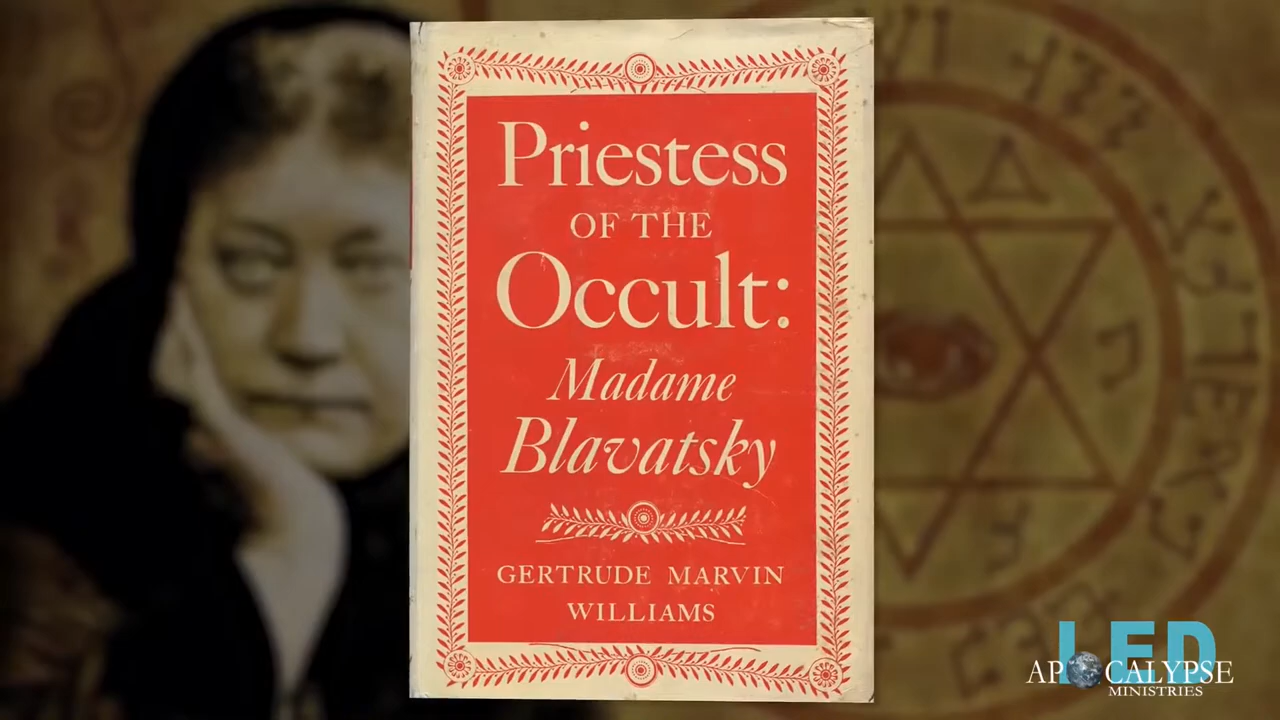 Priestess
OF THE
Occult:
Madame
Blavatsky
GERTRUDE MARVIN
WILLIAMS
LED
APOCALYPSE
MINISTRIES